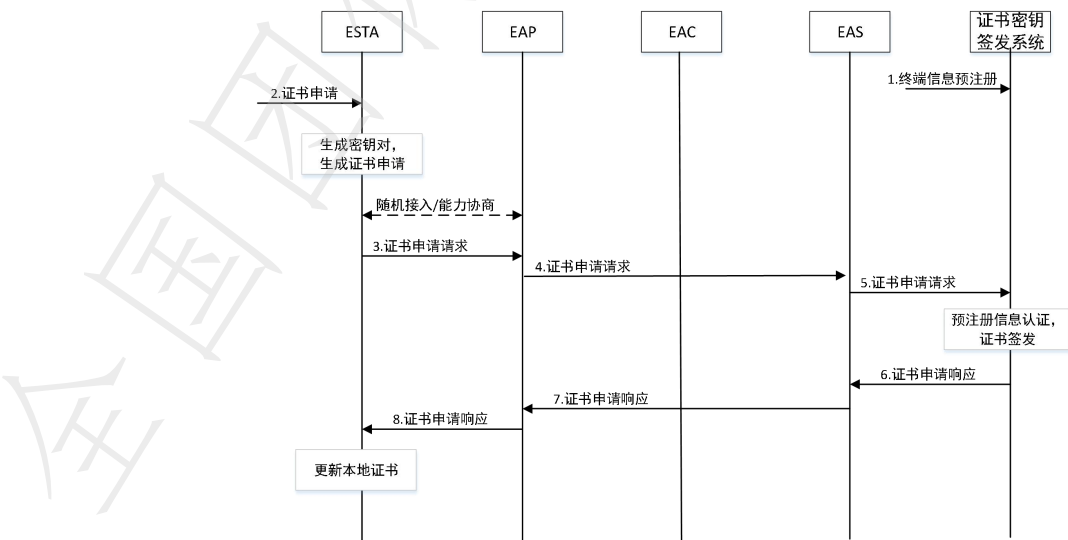 ESTA
EAP
EAC
EAS
证书密钥
签发系统
1.终端信息预注册
2.证书申请
生成密钥对，
生成证书申请
随机接入/能力协商
3.证书申请请求
4.证书申请请求
5.证书申请请求
预注册信息认证，
证书签发
6.证书申请响应
7.证书申请响应
8.证书申请响应
更新本地证书
全国团